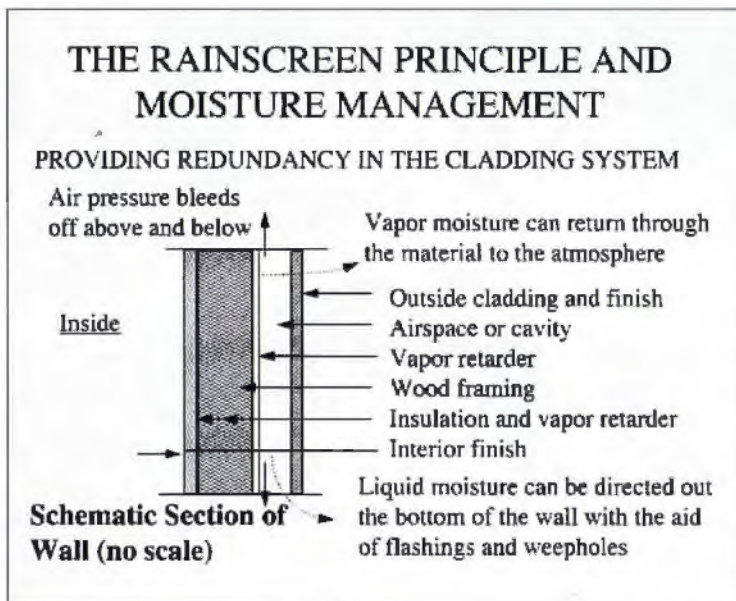 THE RAINSCREEN PRINCIPLE AND
MOISTURE MANAGEMENT
PROVIDING REDUNDANCY IN THE CLADDING SYSTEM
Air pressure bleeds
off above and below
Vapor moisture can return through
the material to the atmosphere
Outside cladding and finish
Inside
Airspace or cavity
Vapor retarder
Wood framing
Insulation and vapor retarder
Interior finish
Liquid moisture can be directed out
the bottom of the wall with the aid
of flashings and weepholes
Schematic Section of
Wall (no scale)